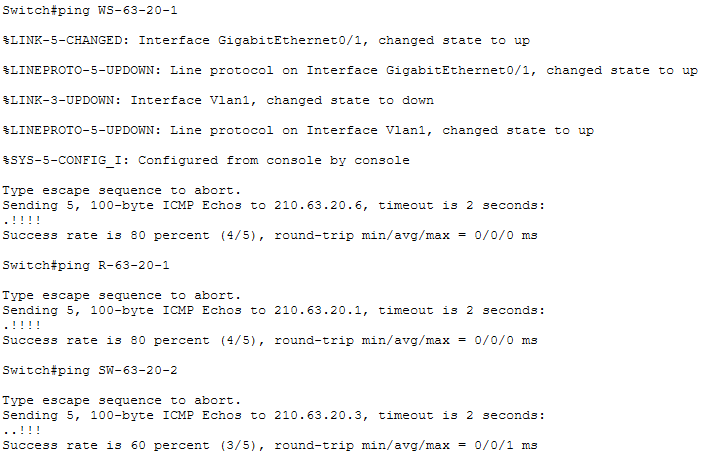 Switch#ping WS-63-20-1
%LINK-5-CHANGED: Interface GigabitEthernet0/1, changed state to up
%LINEPROTO-5-UPDOWN: Line protocol on Interface GigabitEthernet0/1, changed state to up
%LINK-3-UPDOWN: Interface Vlan1, changed state to down
%LINEPROTO-5-UPDOWN: Line protocol on Interface Vlan1, changed state to up
%SYS-5-CONFIG_I: Configured from console by console
Type escape sequence to abort.
Sending 5, 100-byte ICMP Echos to 210.63.20.6, timeout is 2 seconds:
.!!!!
Success rate is 80 percent (4/5), round-trip min/avg/max = 0/0/0 ms
Switch#ping R-63-20-1
Type escape sequence to abort.
Sending 5, 100-byte ICMP Echos to 210.63.20.1, timeout is 2 seconds:
.!!!!
Success rate is 80 percent (4/5), round-trip min/avg/max = 0/0/0 ms
Switch#ping SW-63-20-2
Type escape sequence to abort.
Sending 5, 100-byte ICMP Echos to 210.63.20.3, timeout is 2 seconds:
..!!!
Success rate is 60 percent (3/5), round-trip min/avg/max = 0/0/1 ms